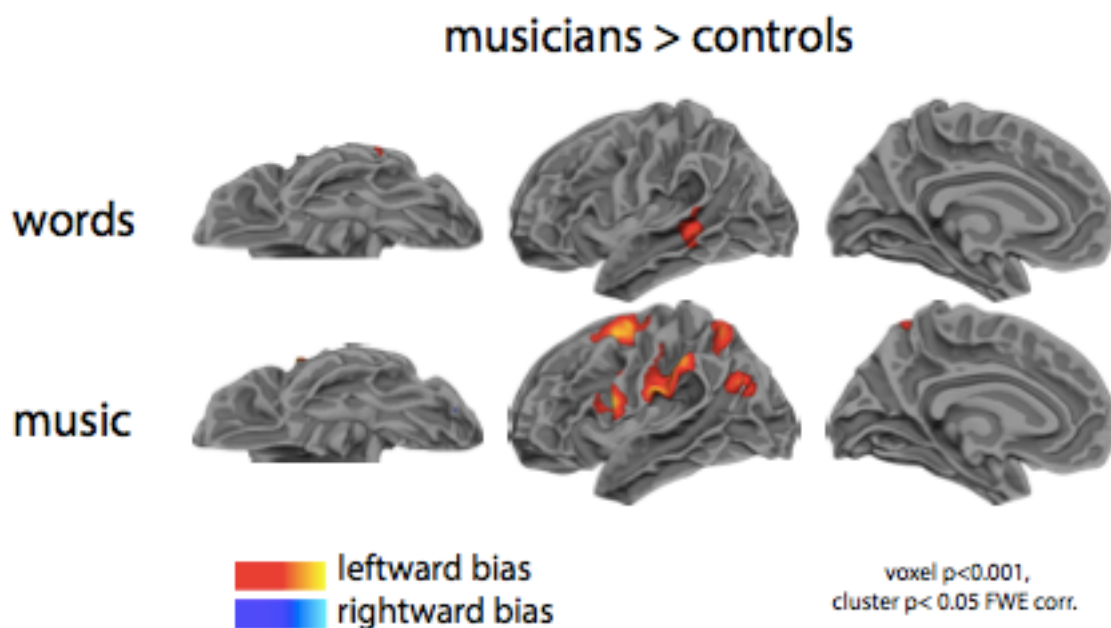 musicians > controls
words
music
leftward bias
rightward bias
voxel p<0.001,
cluster p< 0.05 FWE corr.